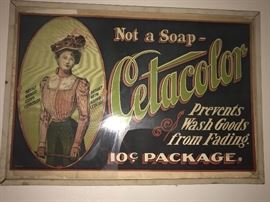 Not a Soap-
Cetacolor
Prevents
Wash Goods
from Fading.
10¢ PACKAGE.